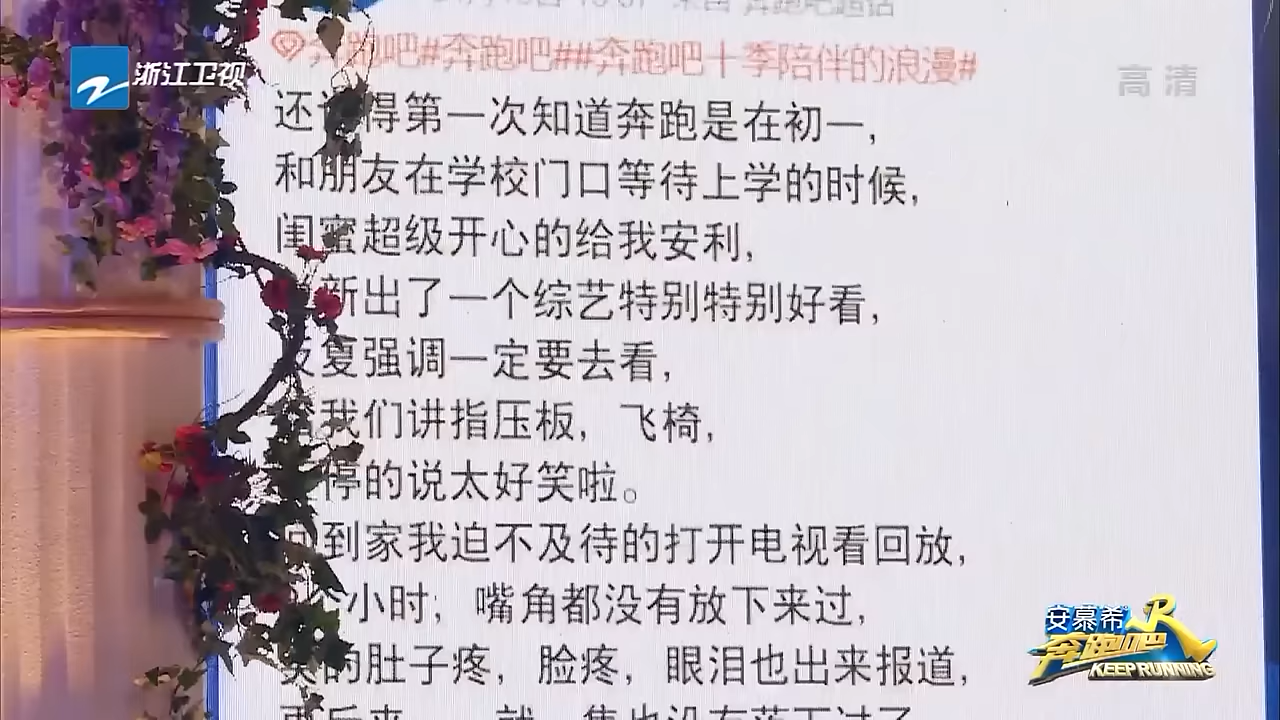 浙江卫视
高清
奔跑吧#奔跑吧##奔跑吧十季陪伴的浪漫#
还记得第一次知道奔跑是在初一，
和朋友在学校门口等待上学的时候，
闺蜜超级开心的给我安利，
新出了一个综艺特别特别好看，
反复强调一定要去看，
我们讲指压板，飞椅，
停的说太好笑啦。
回到家我迫不及待的打开电视看回放，
小时；嘴角都没有放下来过，
笑的肚子疼，脸疼，眼泪也出来报道，
安慕希
奔跑吧
KEEP RUNNING